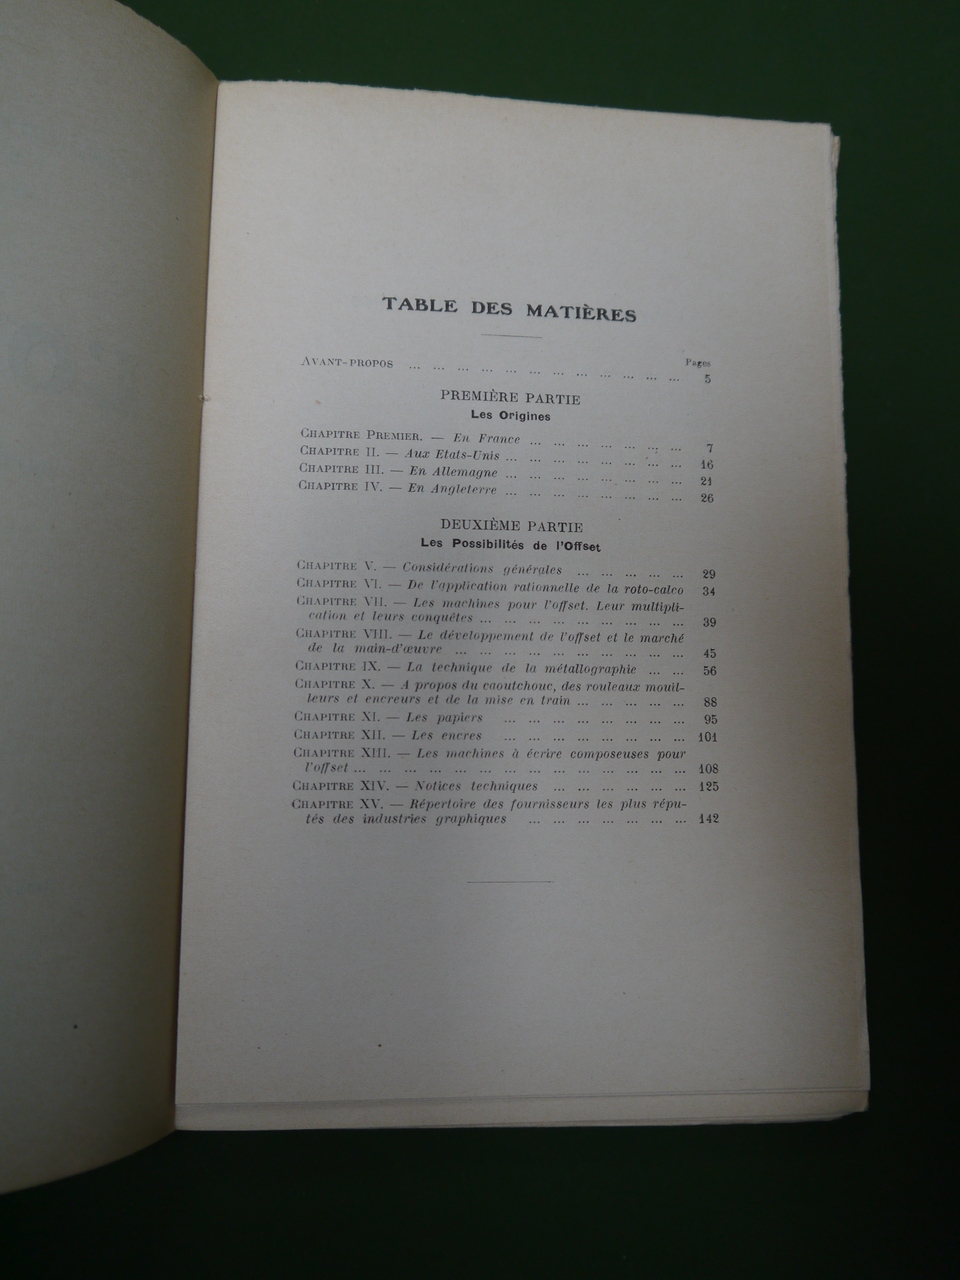 TABLE DES MATIÈRES
Pages
AVANT-PROPOS ... ... ... ... ... ... ... ... ... ... ... ... 5
PREMIÈRE PARTIE
Les Origines
CHAPITRE PREMIER. — En France ... ... ... ... ... ... ... 7
CHAPITRE II. — Aux Etats-Unis ... ... ... ... ... ... ... ... 16
CHAPITRE III. — En Allemagne ... ... ... ... ... ... ... ... 21
CHAPITRE IV. — En Angleterre ... ... ... ... ... ... ... ... 26
DEUXIÈME PARTIE
Les Possibilités de l'Offset
CHAPITRE V. — Considérations générales ... ... ... ... ... 29
CHAPITRE VI. — De l'application rationnelle de la roto-calco 34
CHAPITRE VII. — Les machines pour l'offset. Leur multipli-
cation et leurs conquêtes ... ... ... ... ... ... ... ... ... 39
CHAPITRE VIII. — Le développement de l'offset et le marché
de la main-d'œuvre ... ... ... ... ... ... ... ... ... ... 45
CHAPITRE IX. — La technique de la métallographie ... ... 56
CHAPITRE X. — A propos du caoutchouc, des rouleaux mouil-
leurs et encreurs et de la mise en train ... ... ... ... ... 88
CHAPITRE XI. — Les papiers ... ... ... ... ... ... ... ... 95
CHAPITRE XII. — Les encres ... ... ... ... ... ... ... ... 101
CHAPITRE XIII. — Les machines à écrire composeuses pour
l'offset ... ... ... ... ... ... ... ... ... ... ... ... ... ... 108
CHAPITRE XIV. — Notices techniques ... ... ... ... ... ... 125
CHAPITRE XV. — Répertoire des fournisseurs les plus répu-
tés des industries graphiques ... ... ... ... ... ... ... 142